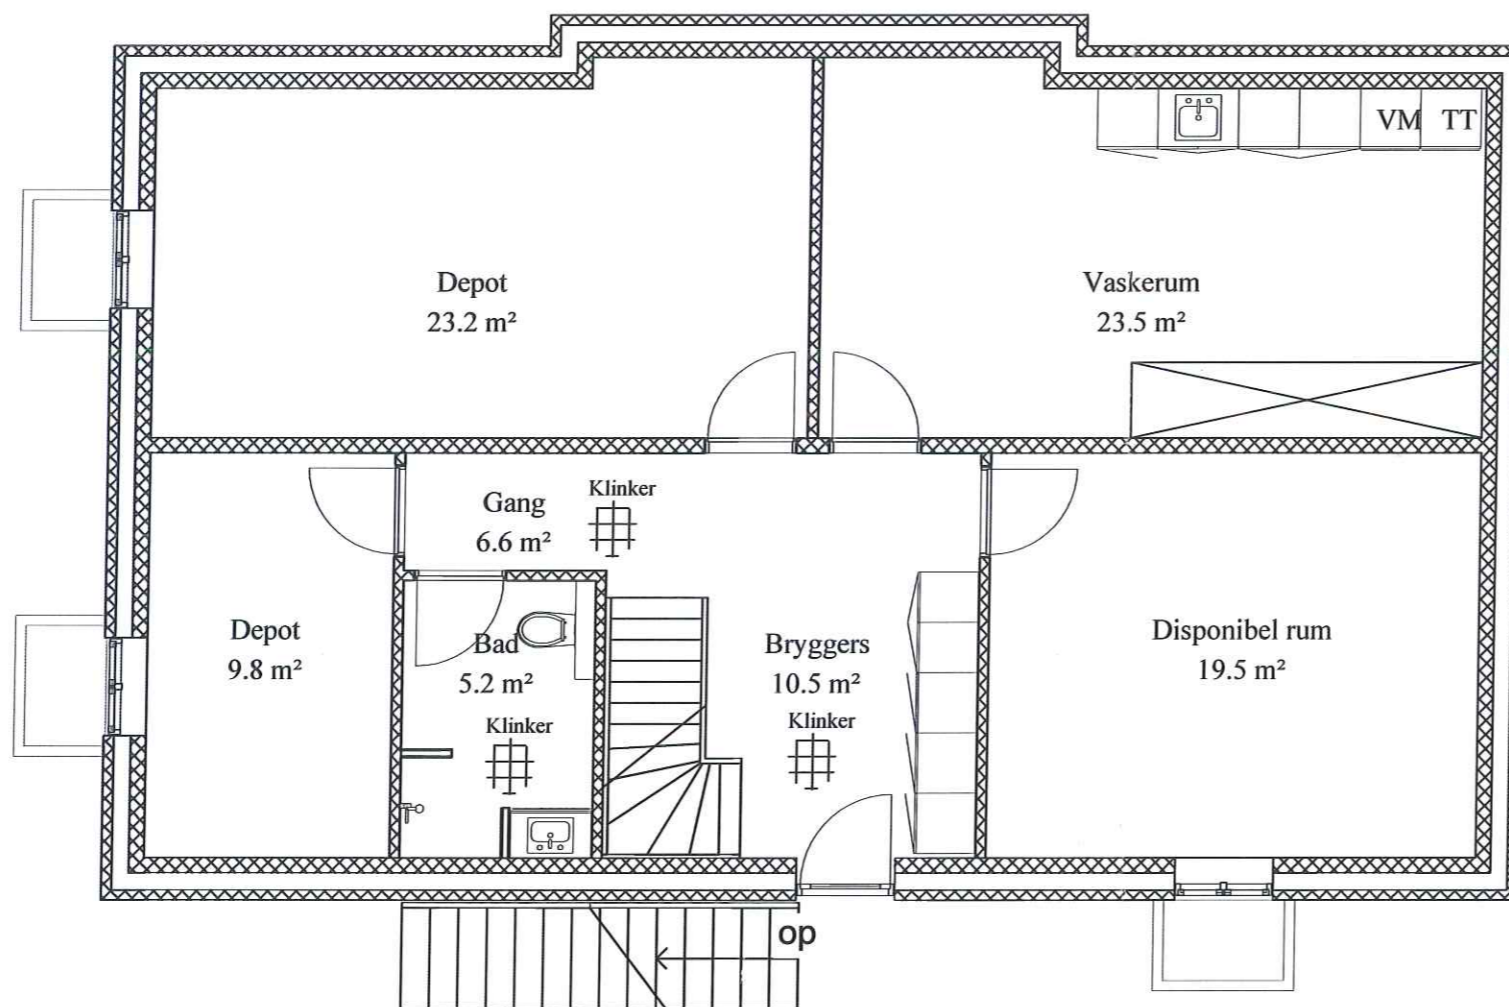 VM TT
Depot
23.2 m²
Vaskerum
23.5 m²
Gang
6.6 m²
Klinker
Depot
9.8 m²
Bad
5.2 m²
Klinker
Bryggers
10.5 m²
Klinker
Disponibel rum
19.5 m²
op